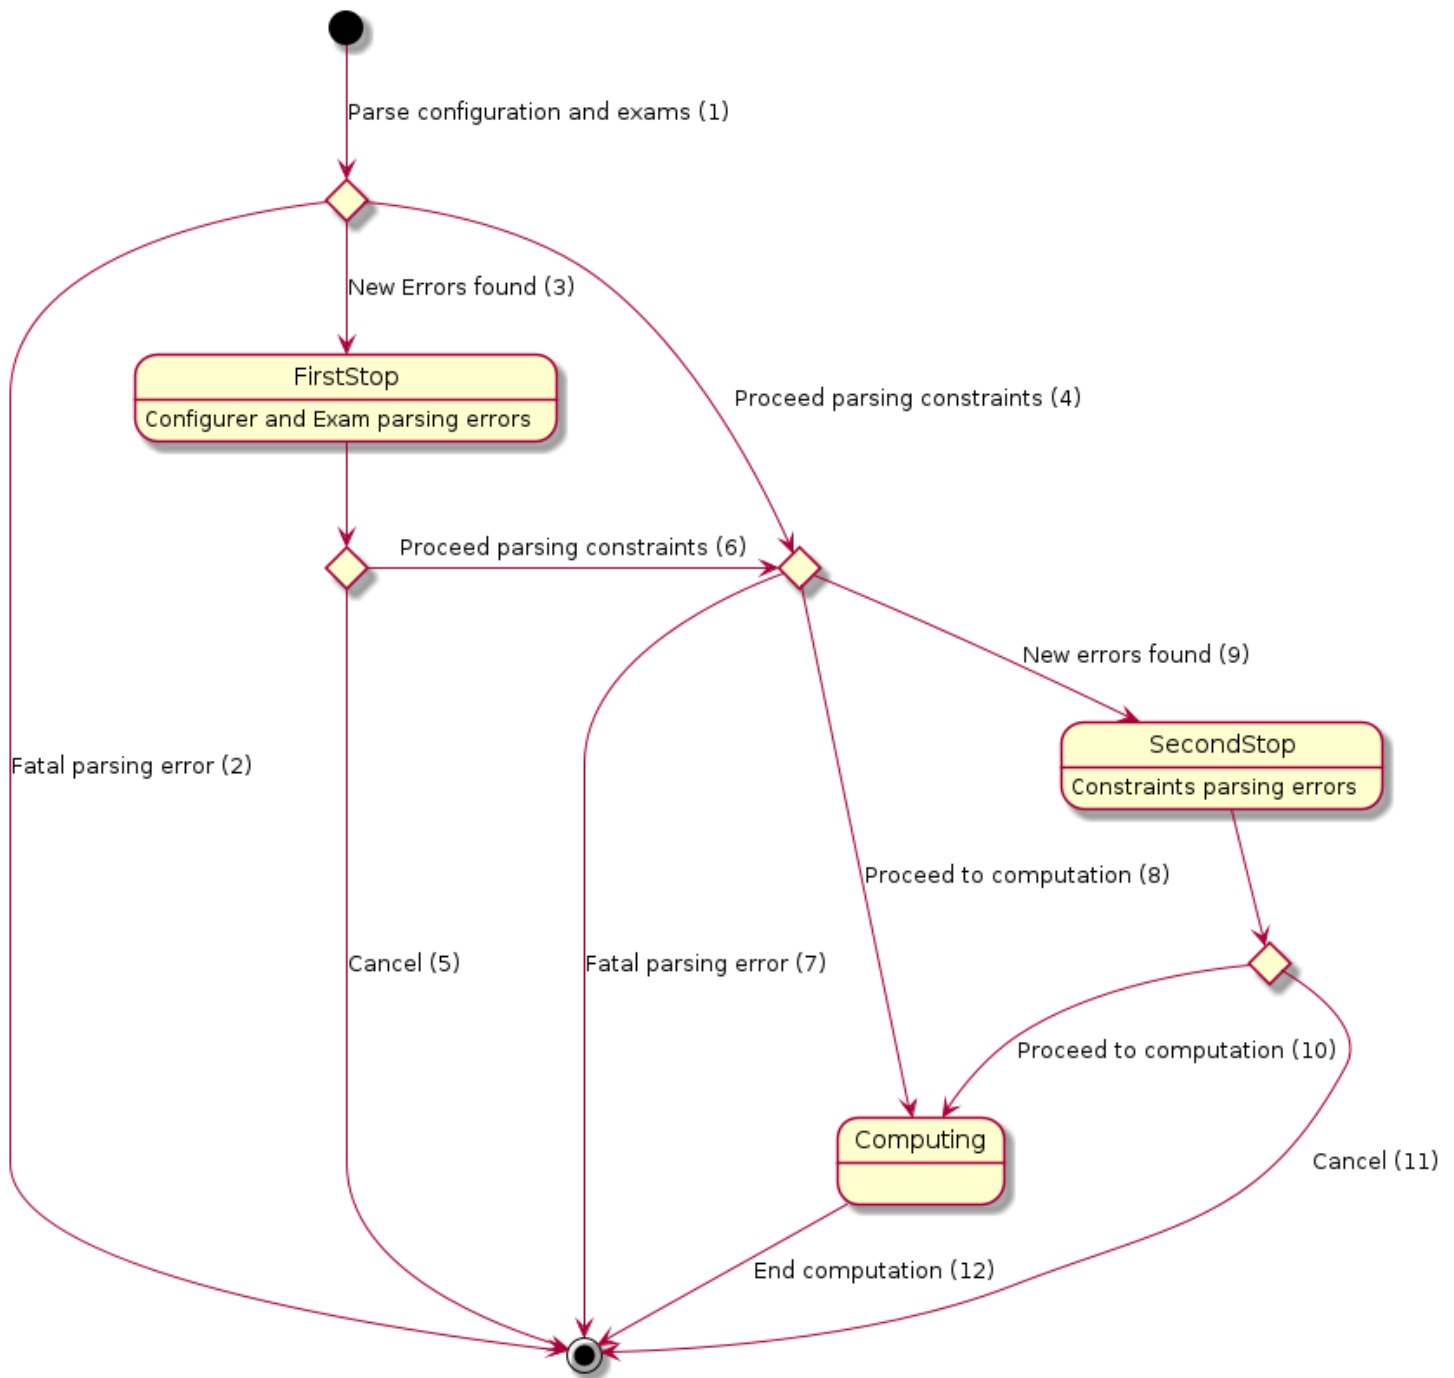 Parse configuration and exams (1)
New Errors found (3)
FirstStop
Configurer and Exam parsing errors
Proceed parsing constraints (4)
Proceed parsing constraints (6)
New errors found (9)
SecondStop
Constraints parsing errors
Fatal parsing error (2)
Proceed to computation (8)
Cancel (5)
Fatal parsing error (7)
Proceed to computation (10)
Computing
Cancel (11)
End computation (12)